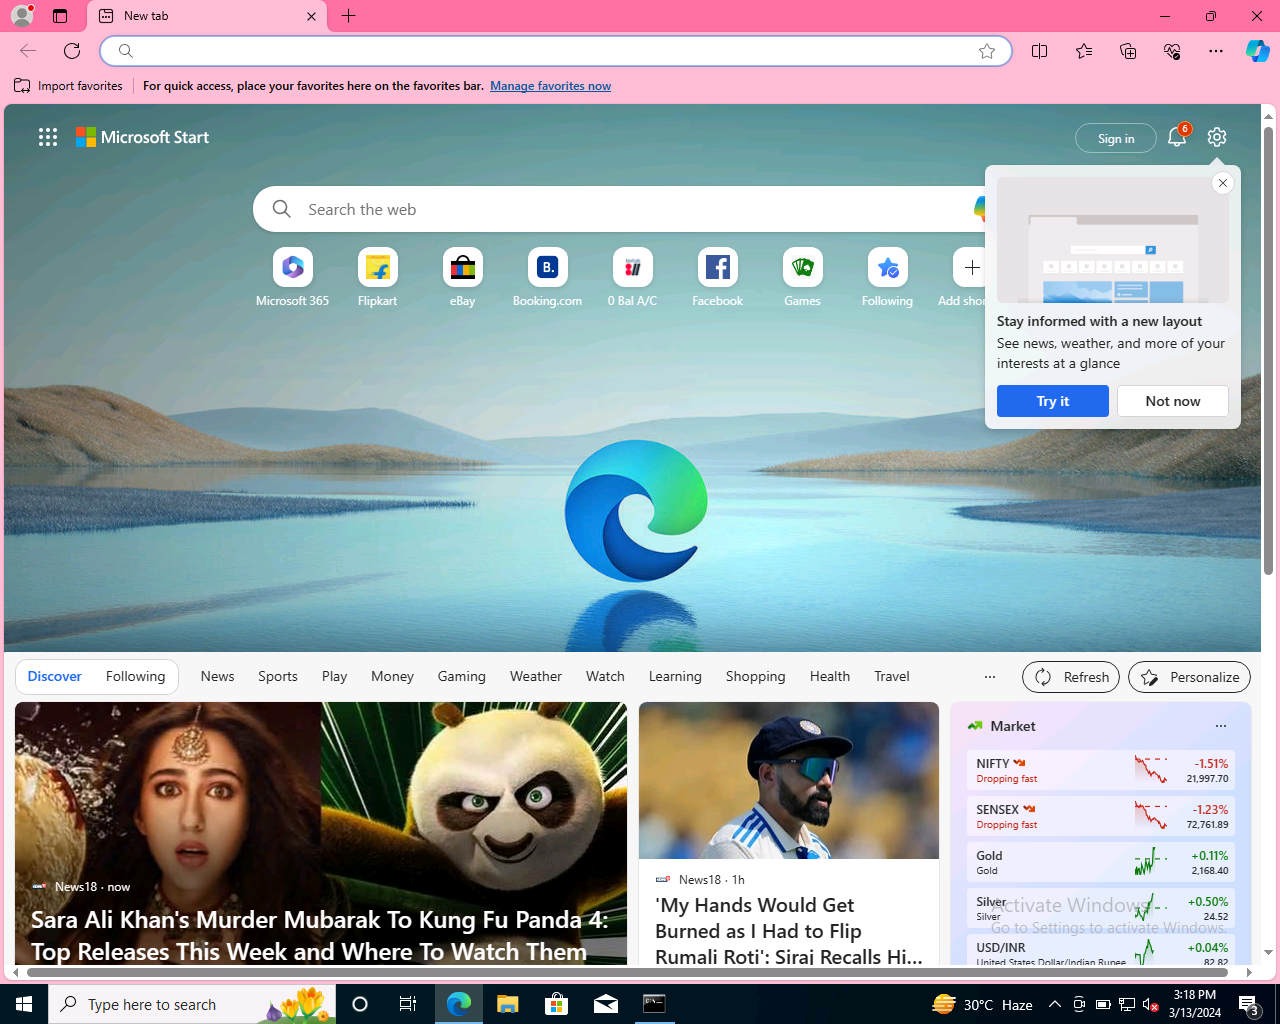 New tab
Import favorites
For quick access, place your favorites here on the favorites bar. Manage favorites now
Microsoft Start
Sign in
6
Search the web
Microsoft 365
Flipkart
eBay
B.
Booking.com
0 Bal A/C
Facebook
Games
Following
Add shor
Stay informed with a new layout
See news, weather, and more of your
interests at a glance
Try it
Not now
Discover
Following
News
Sports
Play
Money
Gaming
Weather
Watch
Learning
Shopping
Health
Travel
Refresh
Personalize
News18 · now
Sara Ali Khan's Murder Mubarak To Kung Fu Panda 4:
Top Releases This Week and Where To Watch Them
News18 · 1h
'My Hands Would Get
Burned as I Had to Flip
Rumali Roti': Siraj Recalls Hi...
Market
NIFTY
-1.51%
Dropping fast
21,997.70
SENSEX
-1.23%
Dropping fast
72,761.89
Gold
+0.11%
Gold
2,168.40
Silver
+0.50%
Silver
24.52
USD/INR
+0.04%
United States Dollar/Indian Rupee
82.82
Activate Windows
Go to Settings to activate Windows.
Type here to search
30°C Haze
3:18 PM
3/13/2024
3